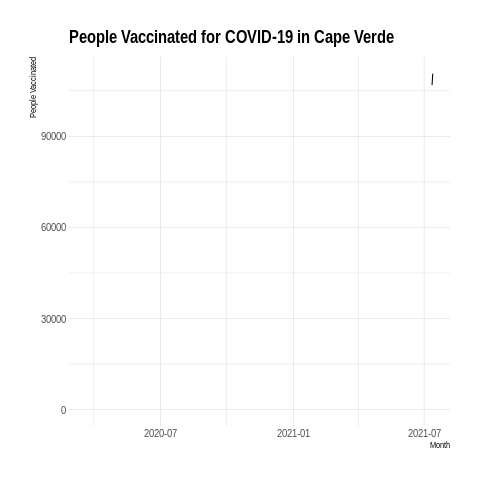 People Vaccinated for COVID-19 in Cape Verde
People Vaccinated
90000
60000
30000
0
2020-07
2021-01
2021-07
Month